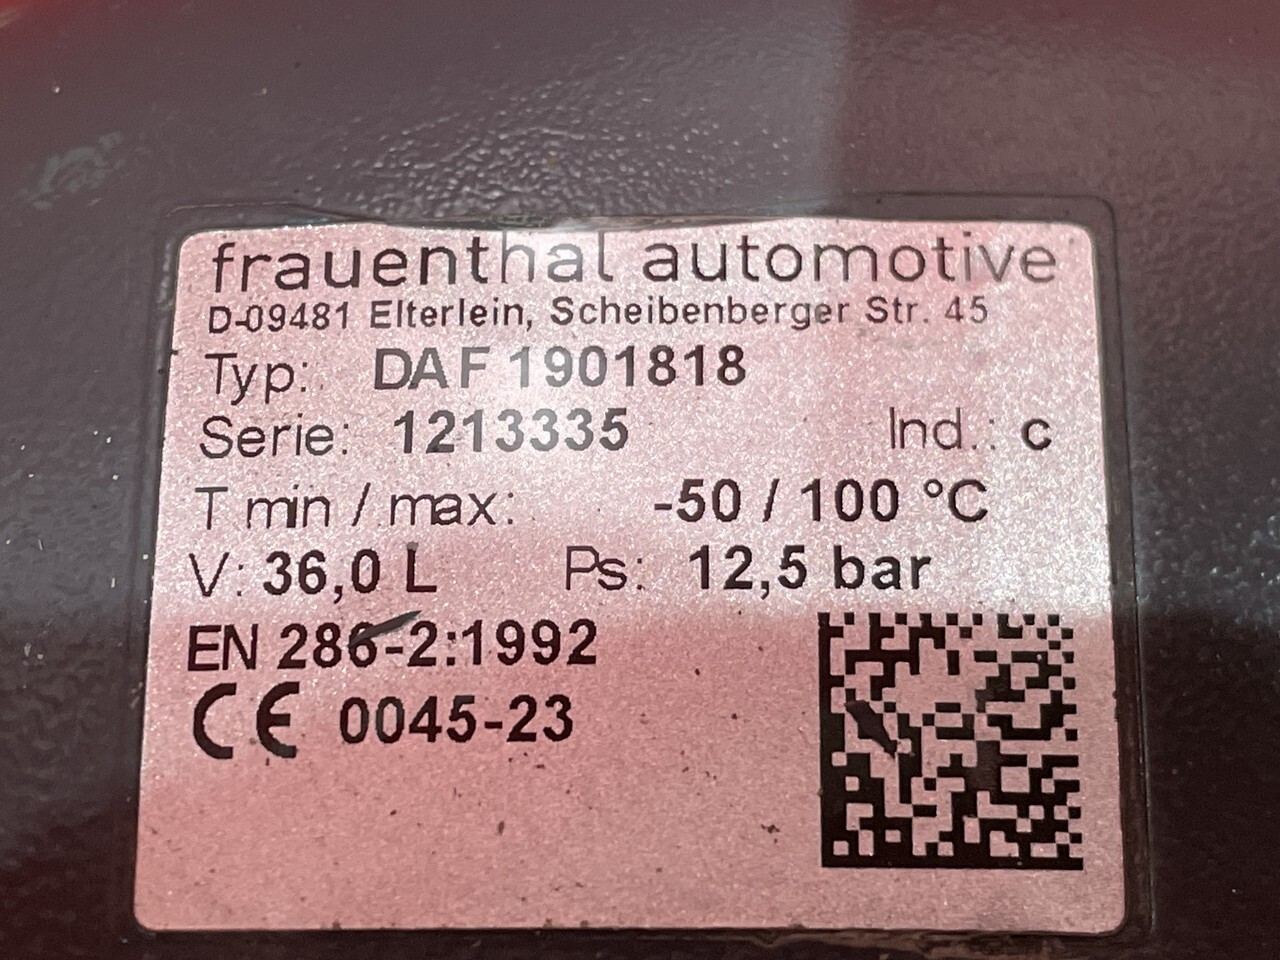 frauenthal automotive
D-09481 Elterlein, Scheibenberger Str. 45
Typ: DAF 1901818
Serie: 1213335 Ind.: c
T min / max: -50 / 100 °C
V: 36,0 L Ps: 12,5 bar
EN 286-2:1992
CE 0045-23